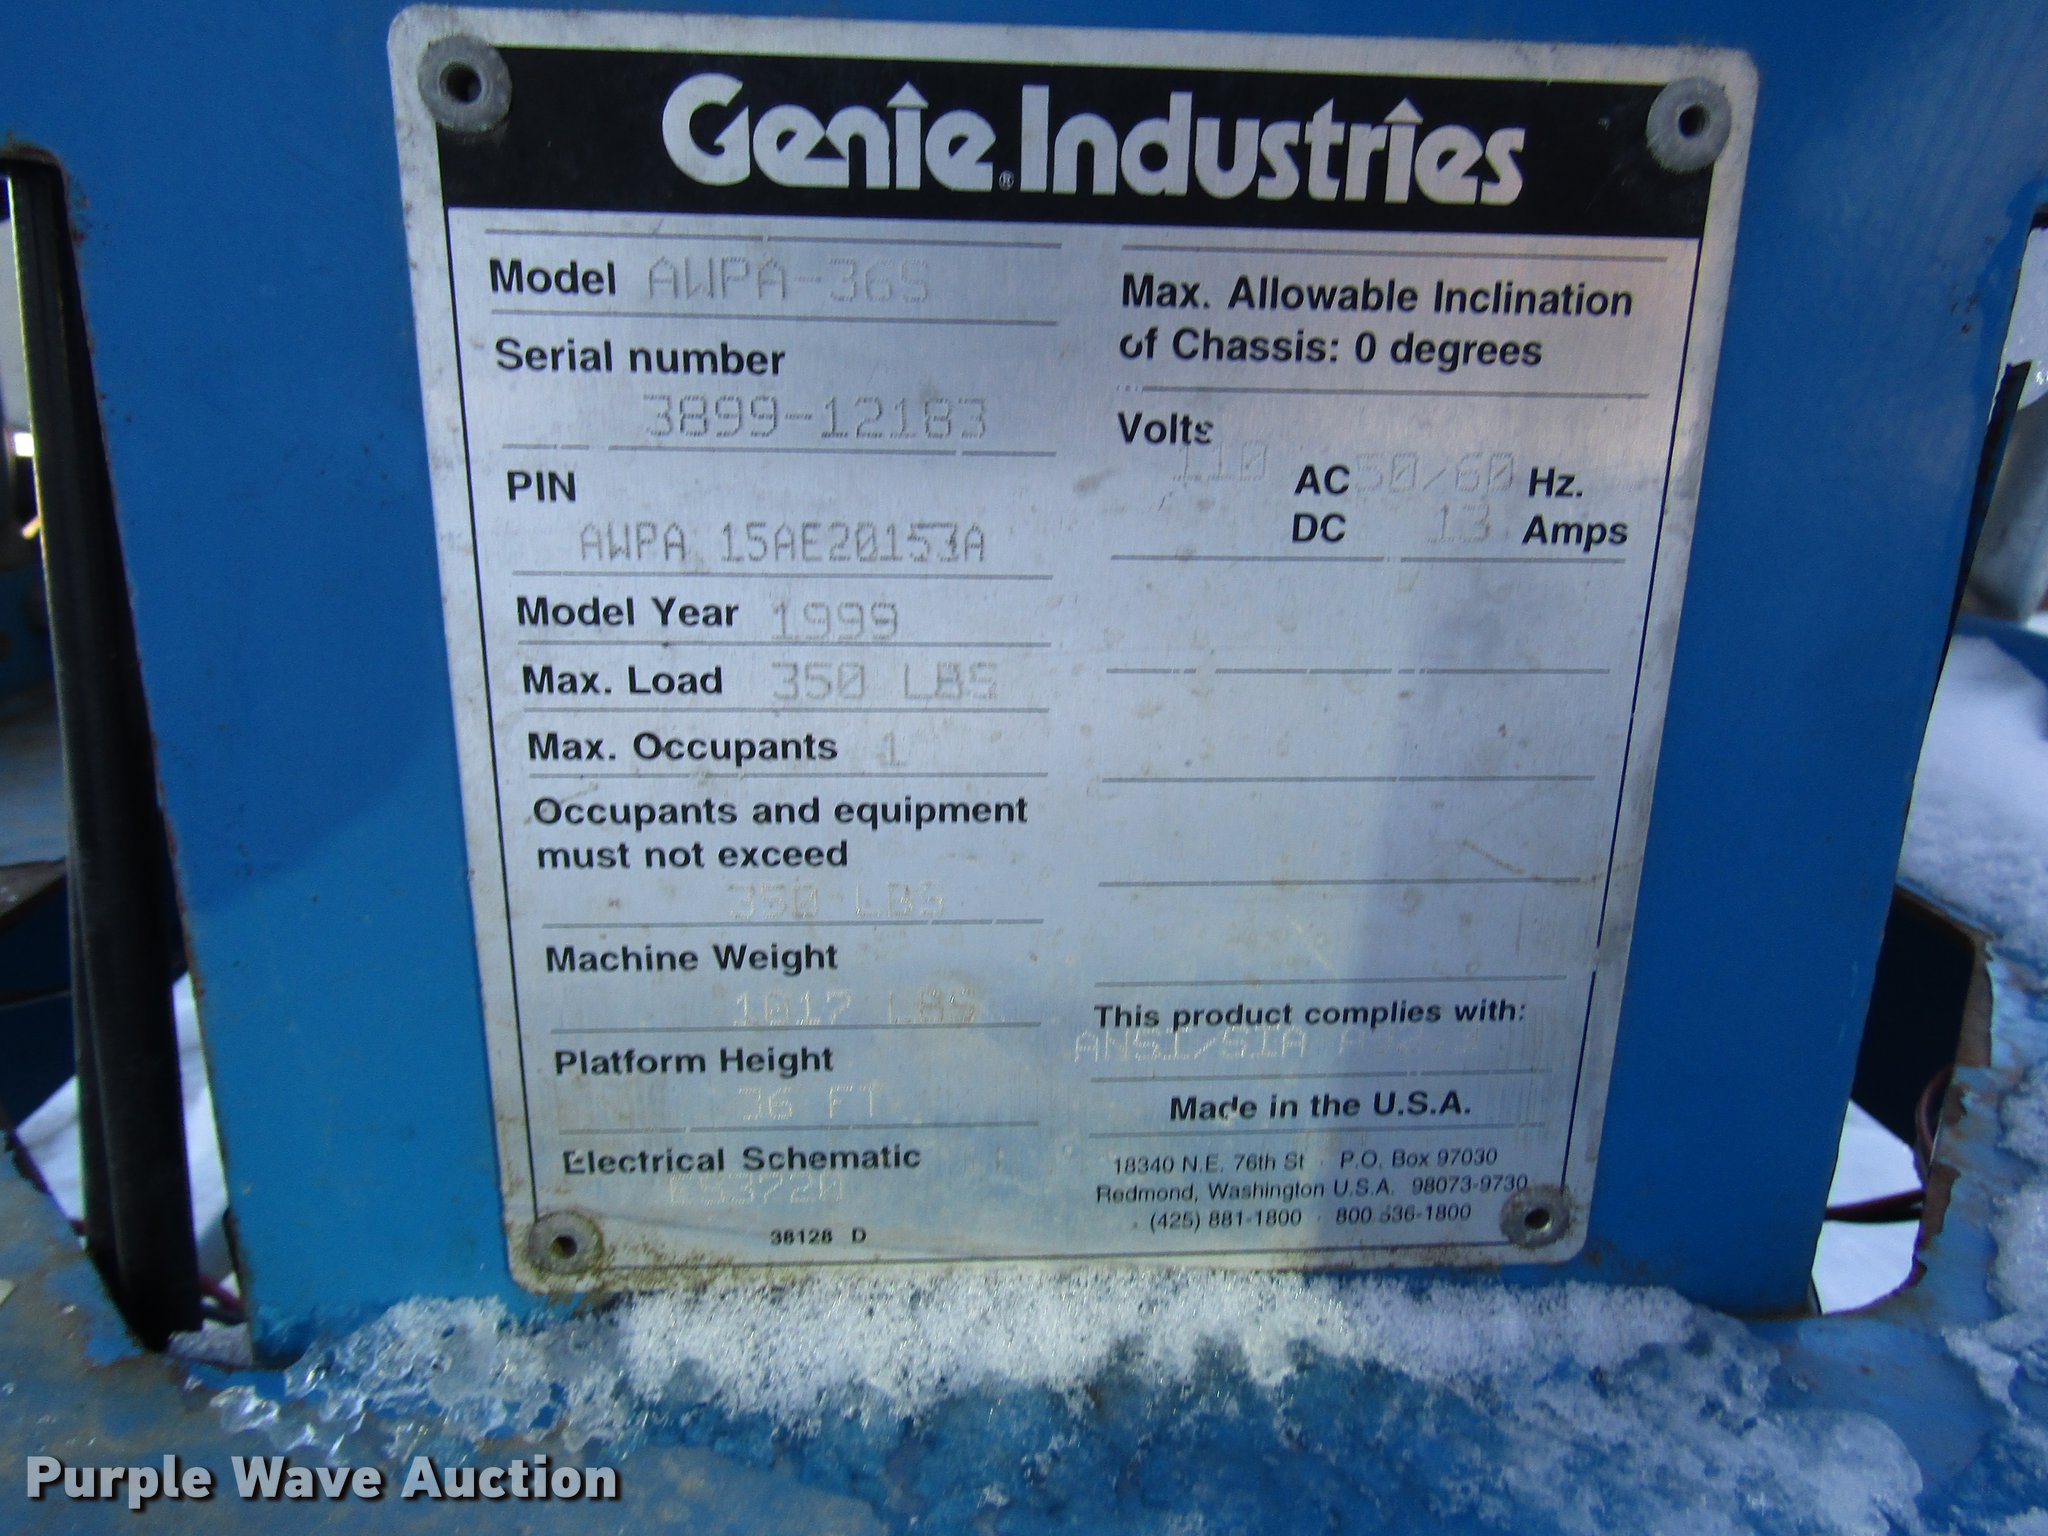 Genie® Industries
Model AWPA-36S
Serial number
3899-12183
PIN
AWPA 15AE20153A
Model Year 1999
Max. Load 350 LBS
Max. Occupants 1
Occupants and equipment
must not exceed
350 LBS
Machine Weight
1017 LBS
Platform Height
36 FT
Electrical Schematic
ES3720
38128 D
Max. Allowable Inclination
of Chassis: 0 degrees
Volts
110 AC 50/60 Hz.
DC 13 Amps
This product complies with:
ANSI/SIA
Made in the U.S.A.
18340 N.E. 76th St · P.O. Box 97030
Redmond, Washington U.S.A. 98073-9730
(425) 881-1800 · 800 536-1800
Purple Wave Auction